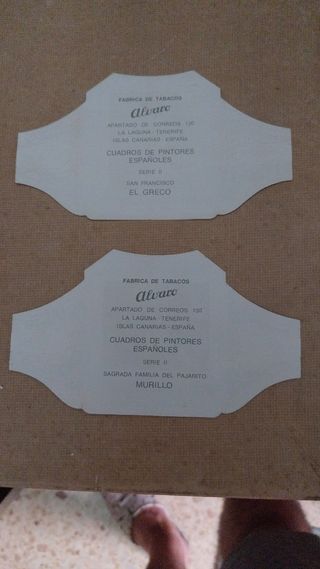 FABRICA DE TABACOS
Alvaro
APARTADO DE CORREOS 130
LA LAGUNA - TENERIFE
ISLAS CANARIAS - ESPAÑA
CUADROS DE PINTORES
ESPAÑOLES
SERIE II
SAN FRANCISCO
EL GRECO
FABRICA DE TABACOS
Alvaro
APARTADO DE CORREOS 130
LA LAGUNA - TENERIFE
ISLAS CANARIAS - ESPAÑA
CUADROS DE PINTORES
ESPAÑOLES
SERIE II
SAGRADA FAMILIA DEL PAJARITO
MURILLO